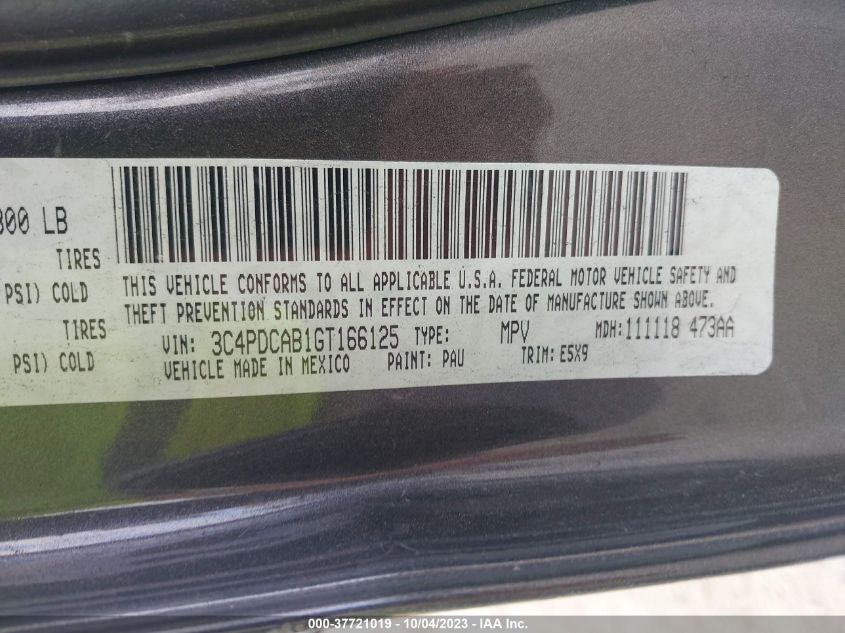 300 LB
TIRES
PSI) COLD
TIRES
PSI) COLD
THIS VEHICLE CONFORMS TO ALL APPLICABLE U.S.A. FEDERAL MOTOR VEHICLE SAFETY AND
THEFT PREVENTION STANDARDS IN EFFECT ON THE DATE OF MANUFACTURE SHOWN ABOVE.
VIN: 3C4PDCAB1GT166125 TYPE: MPV MDH:111118 473AA
VEHICLE MADE IN MEXICO PAINT: PAU TRIM: E5X9
000-37721019 - 10/04/2023 - IAA Inc.